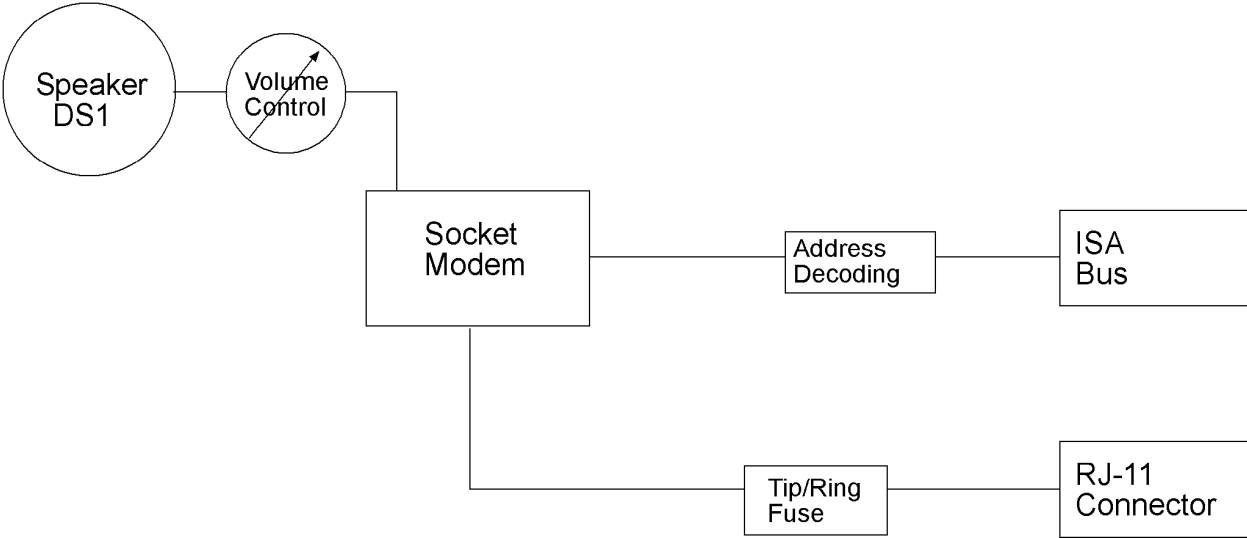 Speaker
DS1
Volume
Control
Socket
Modem
Address
Decoding
ISA
Bus
Tip/Ring
Fuse
RJ-11
Connector